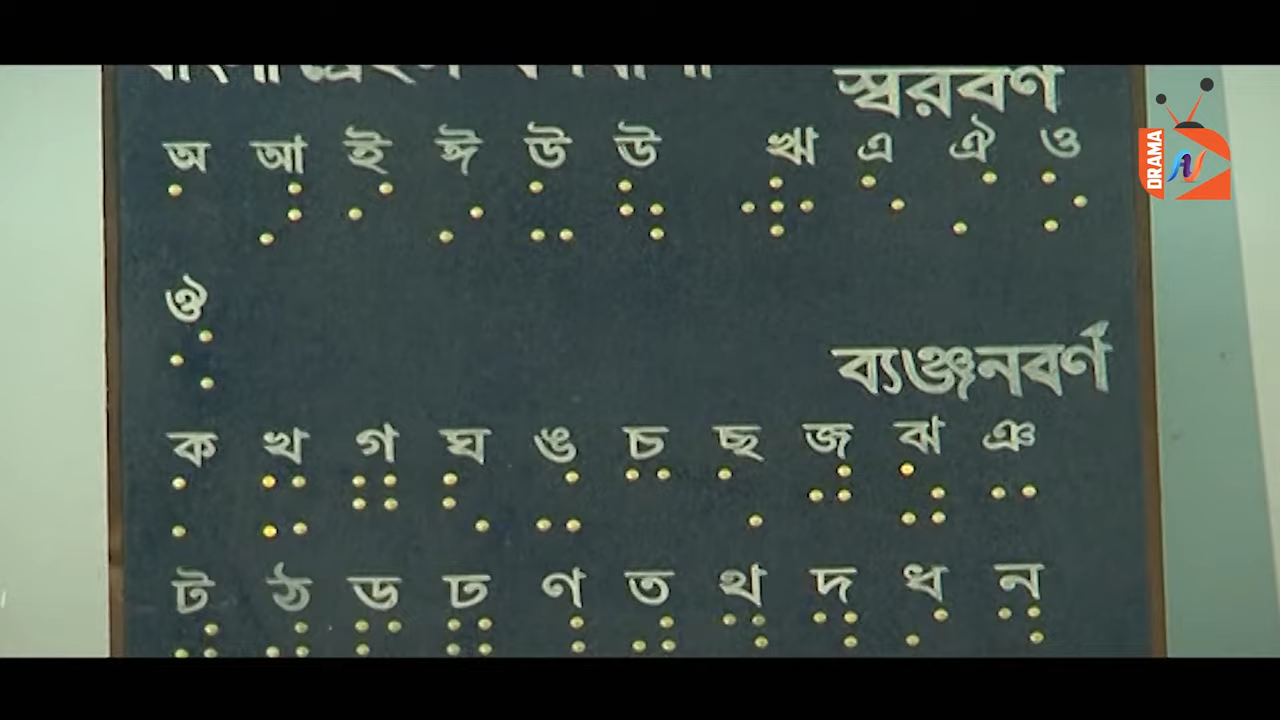 স্বরবর্ণ
অ আ ই ঈ উ ঊ ঋ এ ঐ ও
ঔ
ব্যঞ্জনবর্ণ
ক খ গ ঘ ঙ চ ছ জ ঝ ঞ
ট ঠ ড ঢ ণ ত থ দ ধ ন
DRAMA